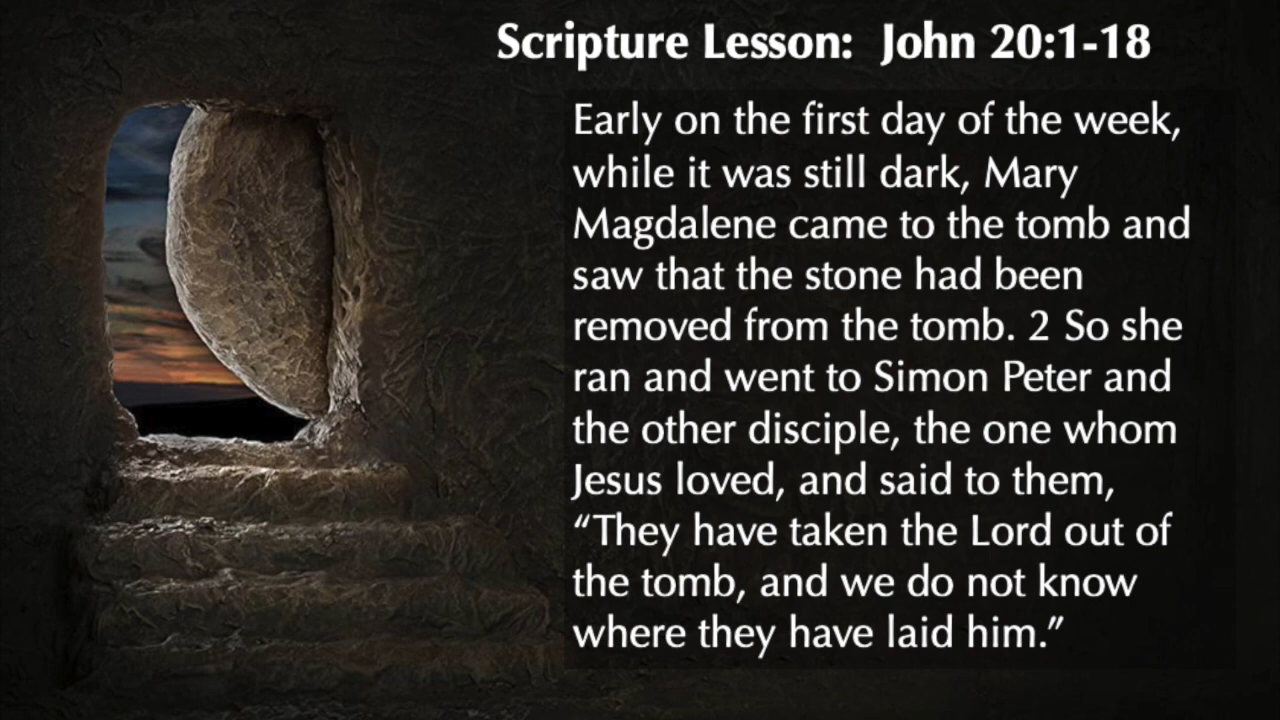 Scripture Lesson:  John 20:1-18
Early on the first day of the week,
while it was still dark, Mary
Magdalene came to the tomb and
saw that the stone had been
removed from the tomb. 2 So she
ran and went to Simon Peter and
the other disciple, the one whom
Jesus loved, and said to them,
“They have taken the Lord out of
the tomb, and we do not know
where they have laid him.”